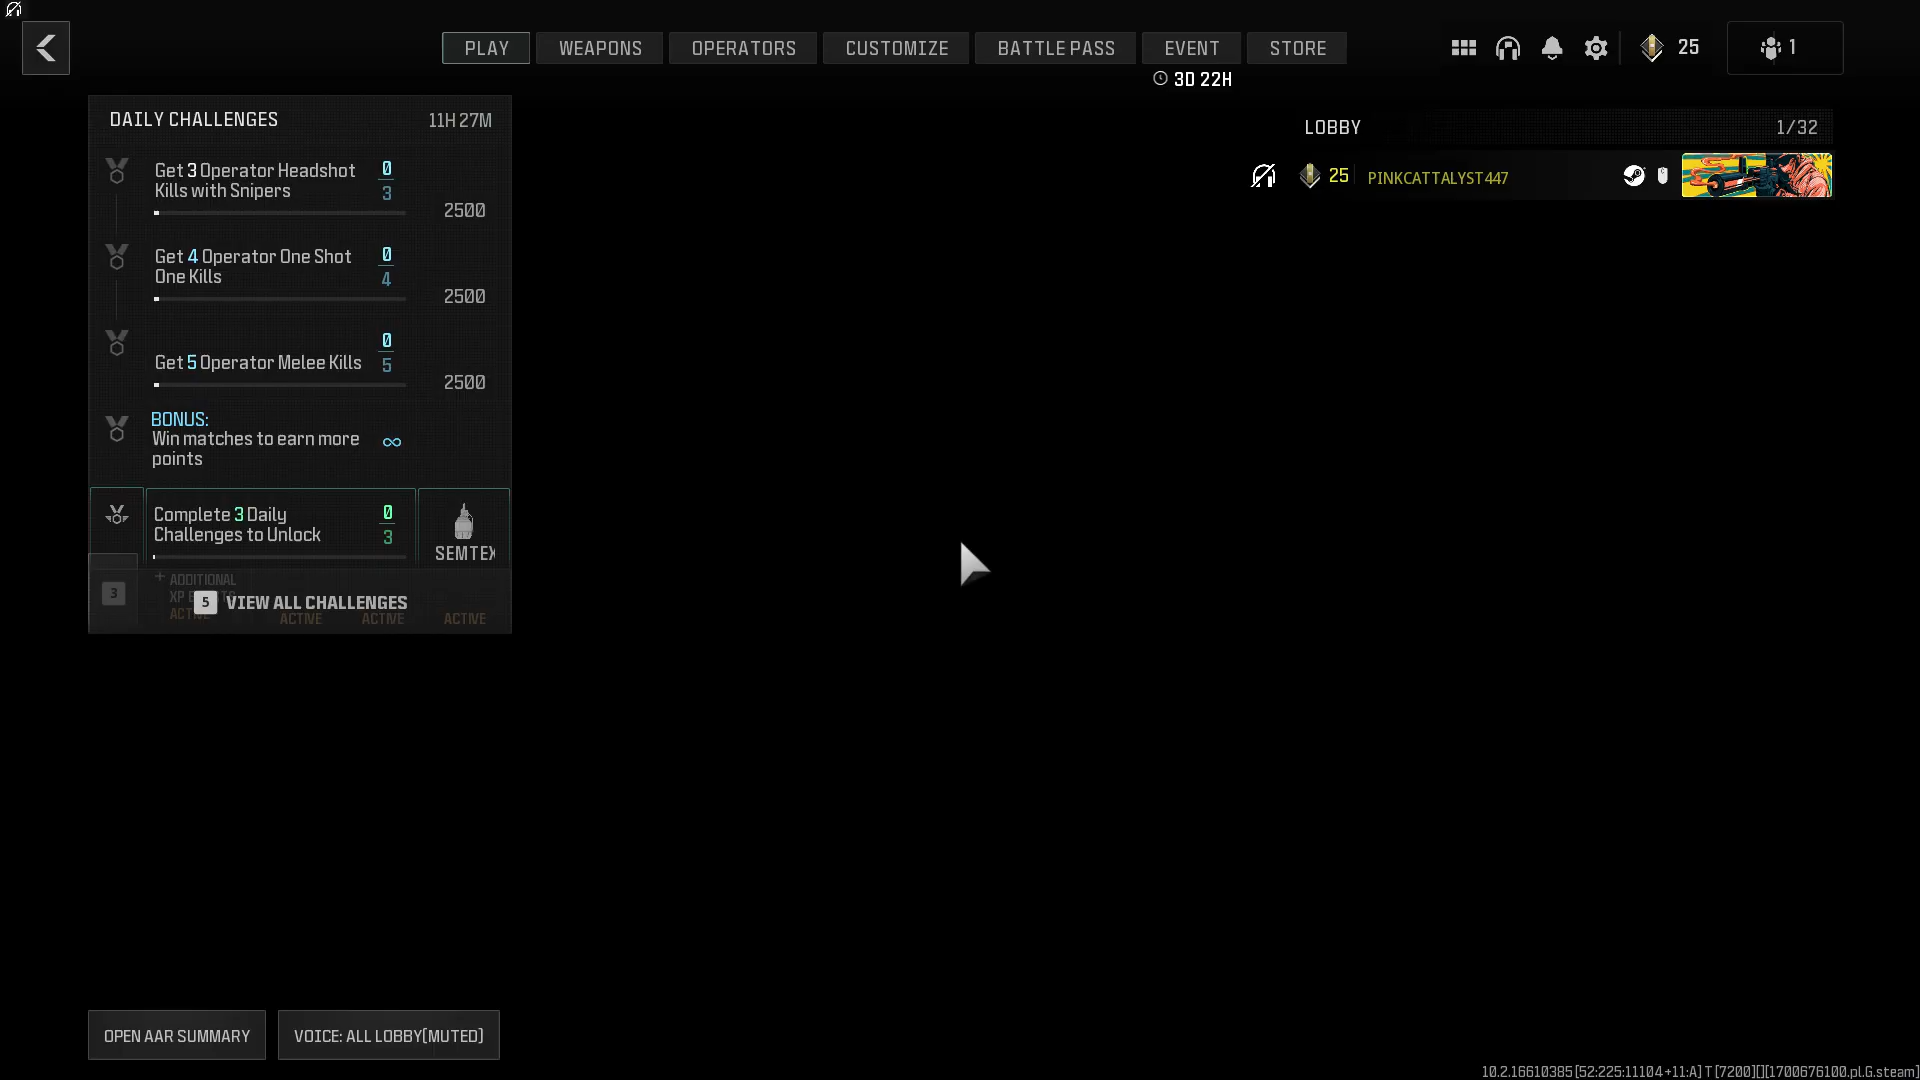 PLAY
WEAPONS
OPERATORS
CUSTOMIZE
BATTLE PASS
EVENT
STORE
25
1
3D 22H
DAILY CHALLENGES
11H 27M
Get 3 Operator Headshot
Kills with Snipers
0
3
2500
Get 4 Operator One Shot
One Kills
0
4
2500
Get 5 Operator Melee Kills
0
5
2500
BONUS:
Win matches to earn more
points
∞
Complete 3 Daily
Challenges to Unlock
0
3
SEMTEX
3
+ ADDITIONAL
5 VIEW ALL CHALLENGES
ACTIVE
ACTIVE
ACTIVE
LOBBY
1/32
25
PINKCATTALYST447
OPEN AAR SUMMARY
VOICE: ALL LOBBY[MUTED]
10.2.16610385 [52:225:11104+11:A] T [7200][][1700676100.pl.G.steam]